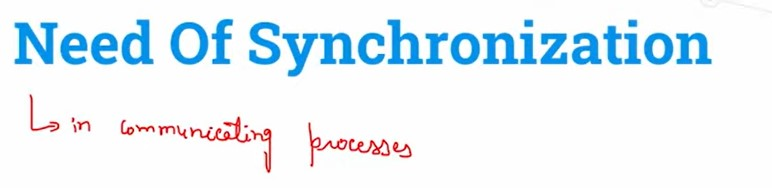 Need Of Synchronization
↳ in communicating processes